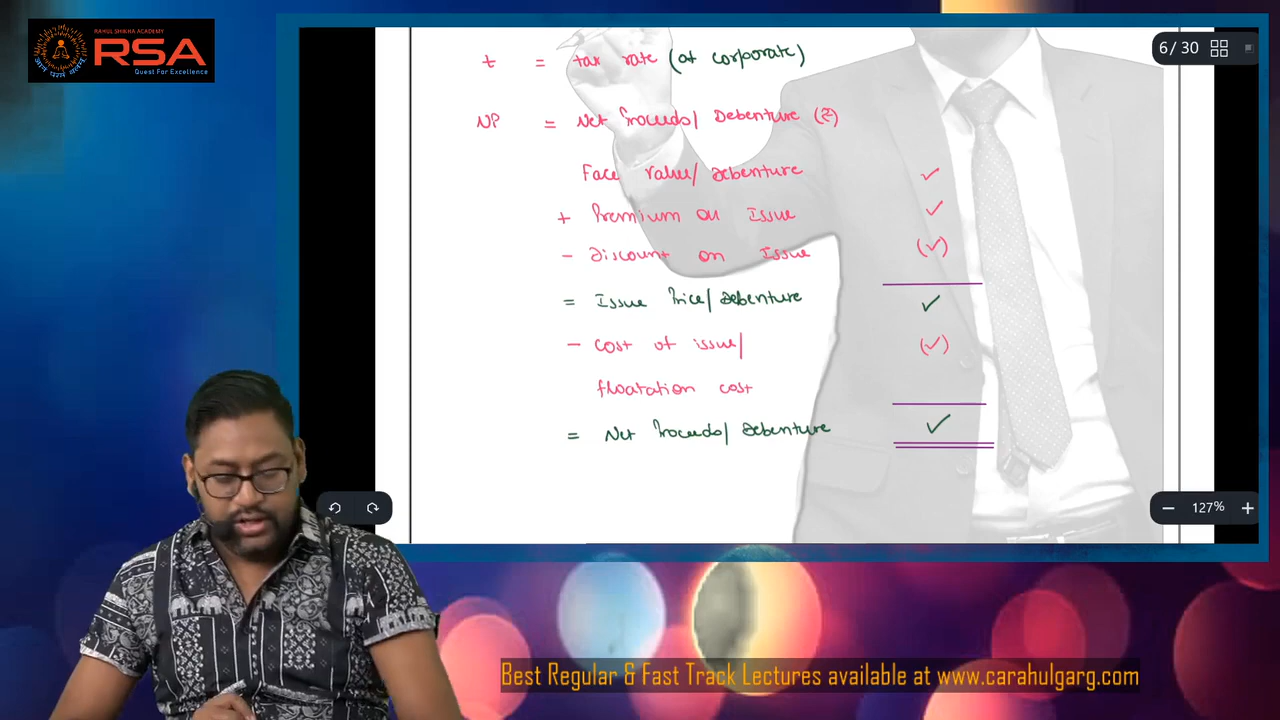 RAHUL SHIKHA ACADEMY
RSA
Quest For Excellence
6 / 30
t = tax rate (at corporate)
NP = Net Proceeds/ Debenture (₹)
Face value/ Debenture ✓
+ Premium on Issue ✓
- Discount on Issue (✓)
= Issue Price/ Debenture ✓
- cost of issue/ (✓)
floatation cost
= Net Proceeds/ Debenture ✓
127%
Best Regular & Fast Track Lectures available at www.carahulgarg.com